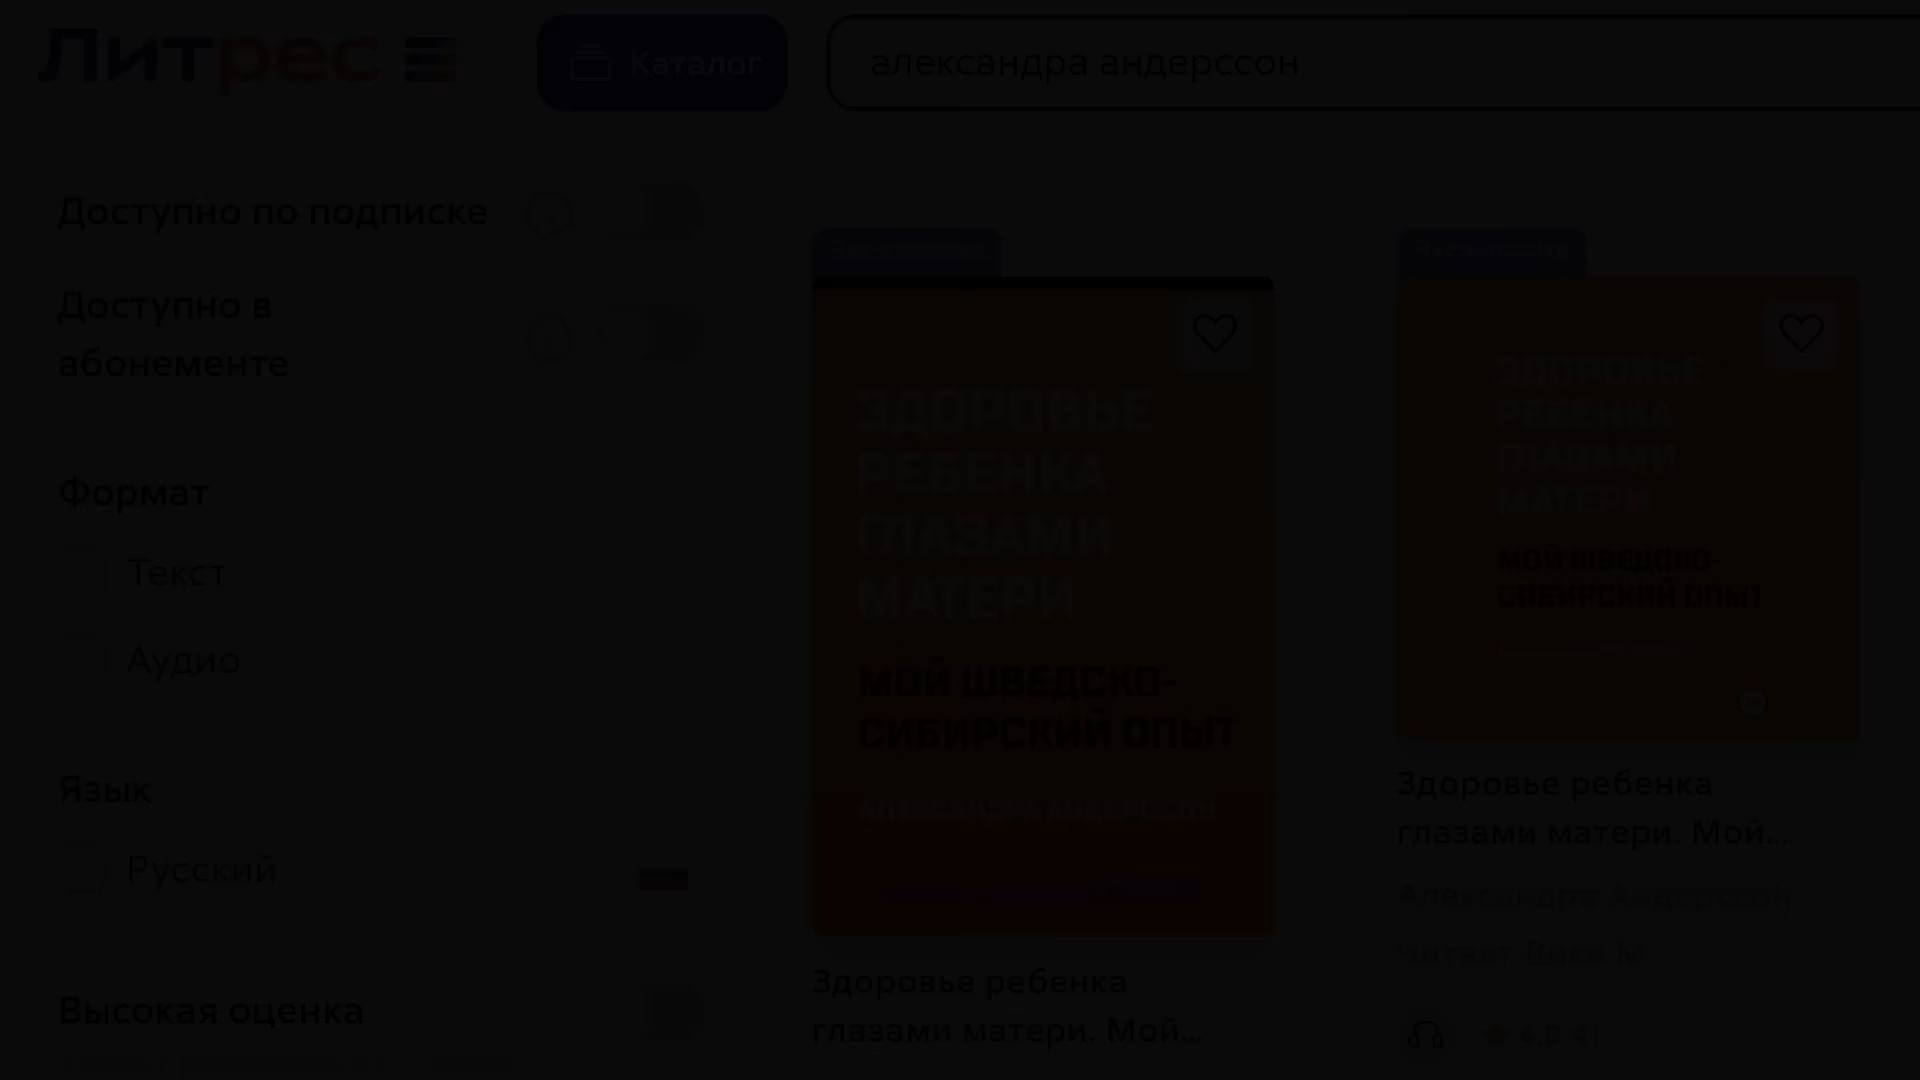 Литрес
Каталог
александра андерссон
Доступно по подписке
Доступно в
абонементе
Формат
Текст
Аудио
Язык
Русский
Высокая оценка
ЗДОРОВЬЕ
РЕБЕНКА
ГЛАЗАМИ
МАТЕРИ
МОЙ ШВЕДСКО-
СИБИРСКИЙ ОПЫТ
АЛЕКСАНДРА АНДЕРССОН
Здоровье ребенка
глазами матери. Мой...
ЗДОРОВЬЕ
РЕБЕНКА
ГЛАЗАМИ
МАТЕРИ
МОЙ ШВЕДСКО-
СИБИРСКИЙ ОПЫТ
Здоровье ребенка
глазами матери. Мой...
Александра Андерссон